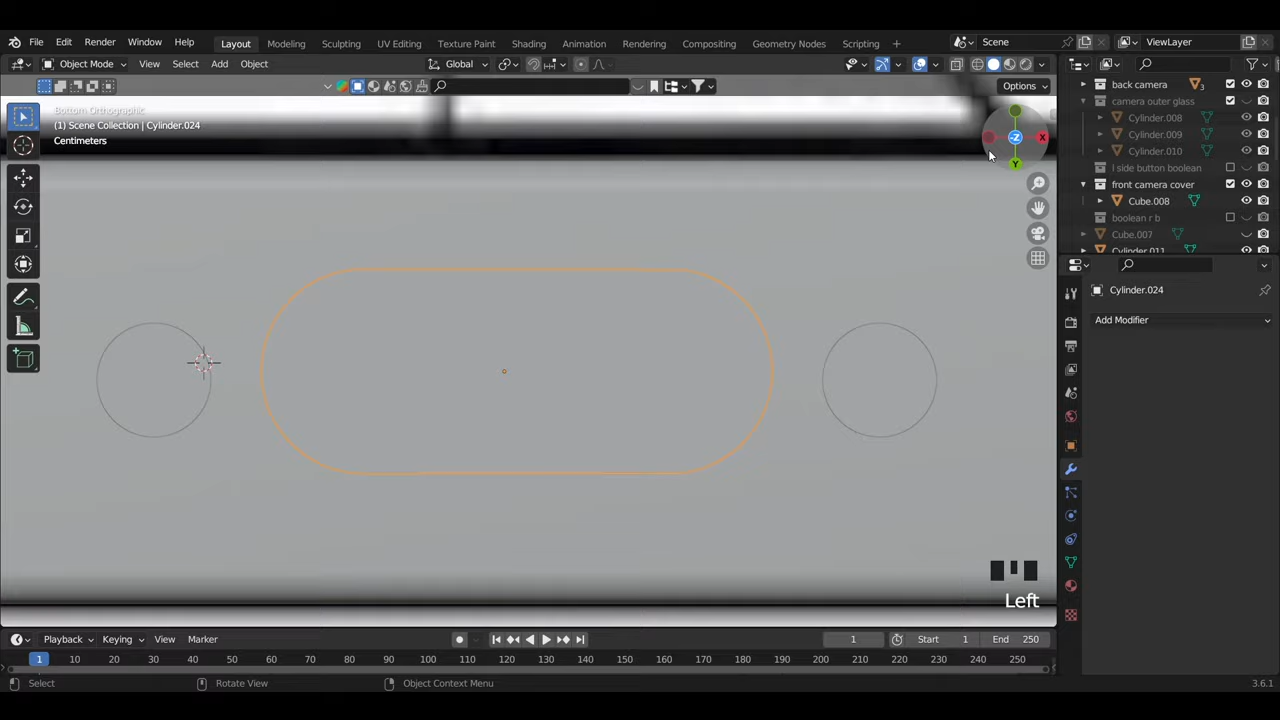 File Edit Render Window Help Layout Modeling Sculpting UV Editing Texture Paint Shading Animation Rendering Compositing Geometry Nodes Scripting + Scene ViewLayer
Object Mode View Select Add Object Global
Options
Bottom Orthographic
(1) Scene Collection | Cylinder.024
Centimeters
-Z
X
Y
back camera 3
camera outer glass
Cylinder.008
Cylinder.009
Cylinder.010
l side button boolean
front camera cover
Cube.008
boolean r b
Cube.007
Cylinder.011
Cylinder.024
Add Modifier
Left
Playback Keying View Marker 1 Start 1 End 250
1 10 20 30 40 50 60 70 80 90 100 110 120 130 140 150 160 170 180 190 200 210 220 230 240 250
Select Rotate View Object Context Menu 3.6.1